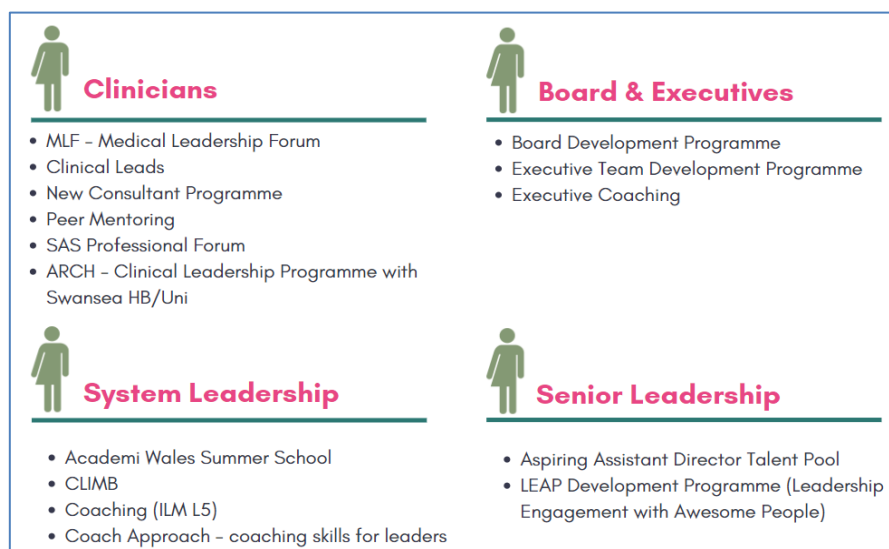 Clinicians
• MLF – Medical Leadership Forum
• Clinical Leads
• New Consultant Programme
• Peer Mentoring
• SAS Professional Forum
• ARCH – Clinical Leadership Programme with
Swansea HB/Uni
Board & Executives
• Board Development Programme
• Executive Team Development Programme
• Executive Coaching
System Leadership
• Academi Wales Summer School
• CLIMB
• Coaching (ILM L5)
• Coach Approach – coaching skills for leaders
Senior Leadership
• Aspiring Assistant Director Talent Pool
• LEAP Development Programme (Leadership
Engagement with Awesome People)